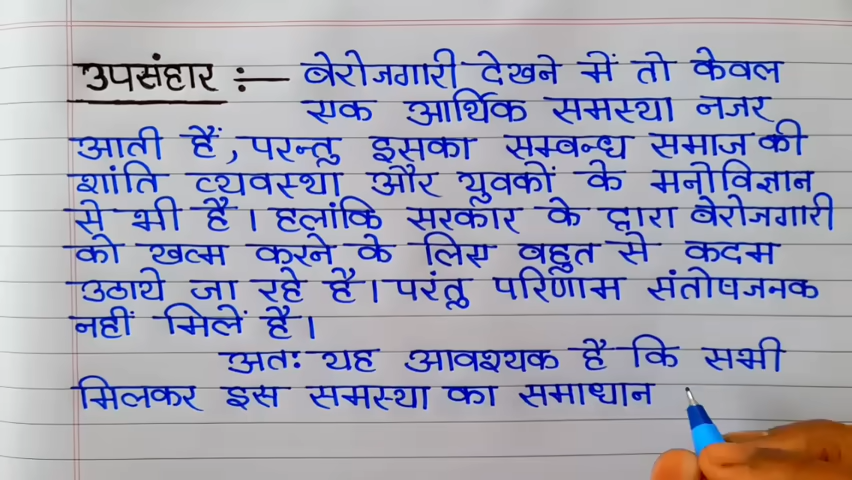 उपसंहार :— बेरोजगारी देखने में तो केवल
एक आर्थिक समस्या नजर
आती हैं, परन्तु इसका सम्वन्ध समाज की
शांति व्यवस्था और युवकों के मनोविज्ञान
से भी है। हलांकि सरकार के द्वारा बेरोजगारी
को खत्म करने के लिए बहुत से कदम
उठाये जा रहे है। परंतु परिणाम संतोषजनक
नहीं मिलें है।
अतः यह आवश्यक है कि सभी
मिलकर इस समस्या का समाधान